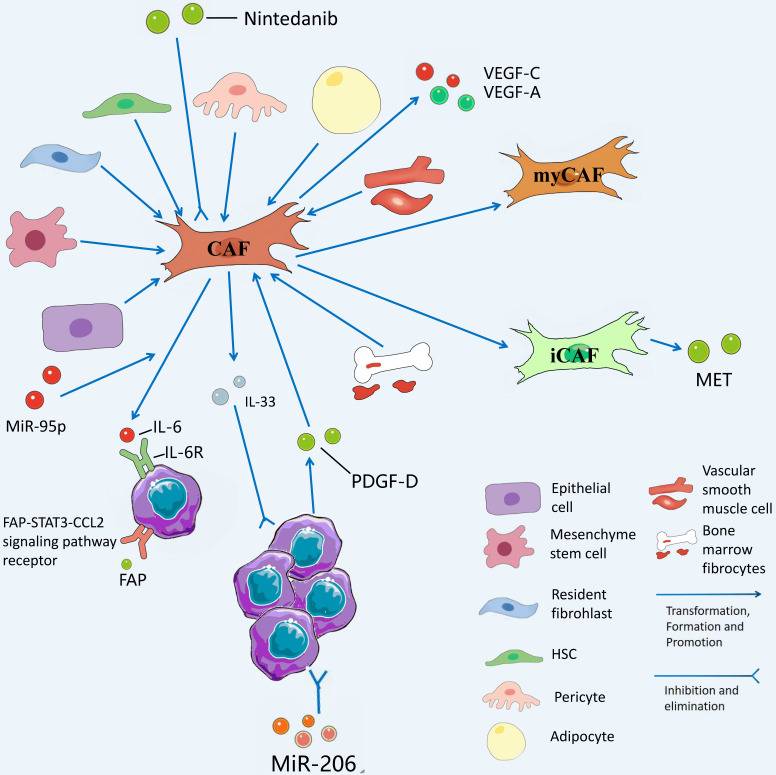 Nintedanib
VEGF-C
VEGF-A
myCAF
CAF
iCAF
MET
MiR-95p
IL-33
IL-6
IL-6R
PDGF-D
FAP-STAT3-CCL2
signaling pathway
receptor
FAP
MiR-206
Epithelial
cell
Mesenchyme
stem cell
Resident
fibrohlast
HSC
Pericyte
Adipocyte
Vascular
smooth
muscle cell
Bone
marrow
fibrocytes
Transformation,
Formation and
Promotion
Inhibition and
elimination